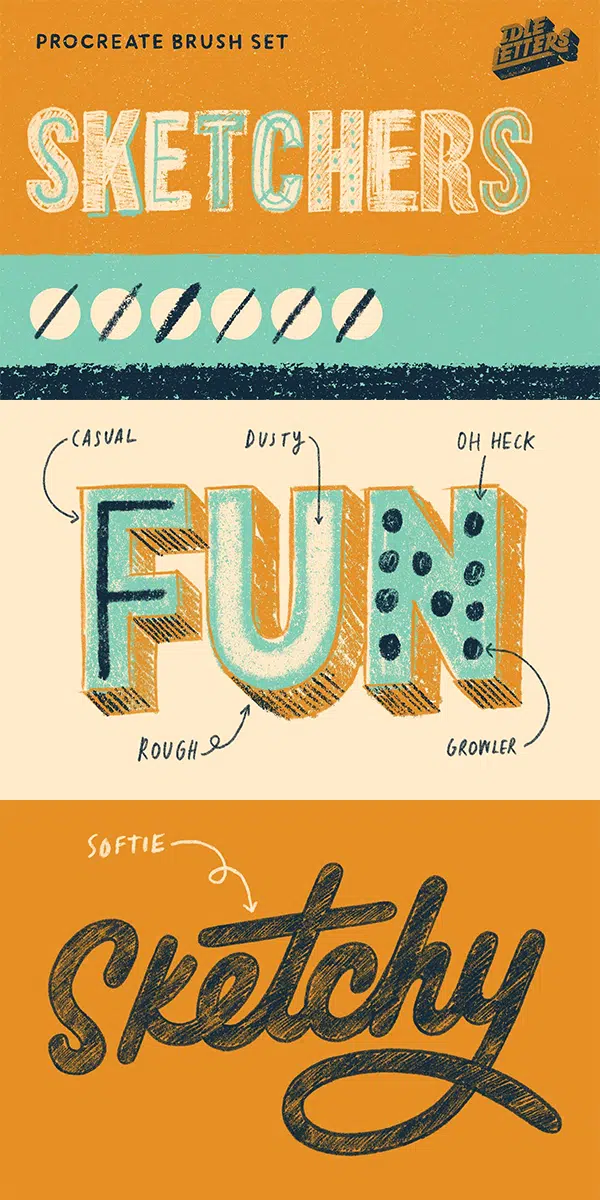 PROCREATE BRUSH SET
IDLE
LETTERS
SKETCHERS
CASUAL
DUSTY
OH HECK
FUN
ROUGH
GROWLER
SOFTIE
Sketchy